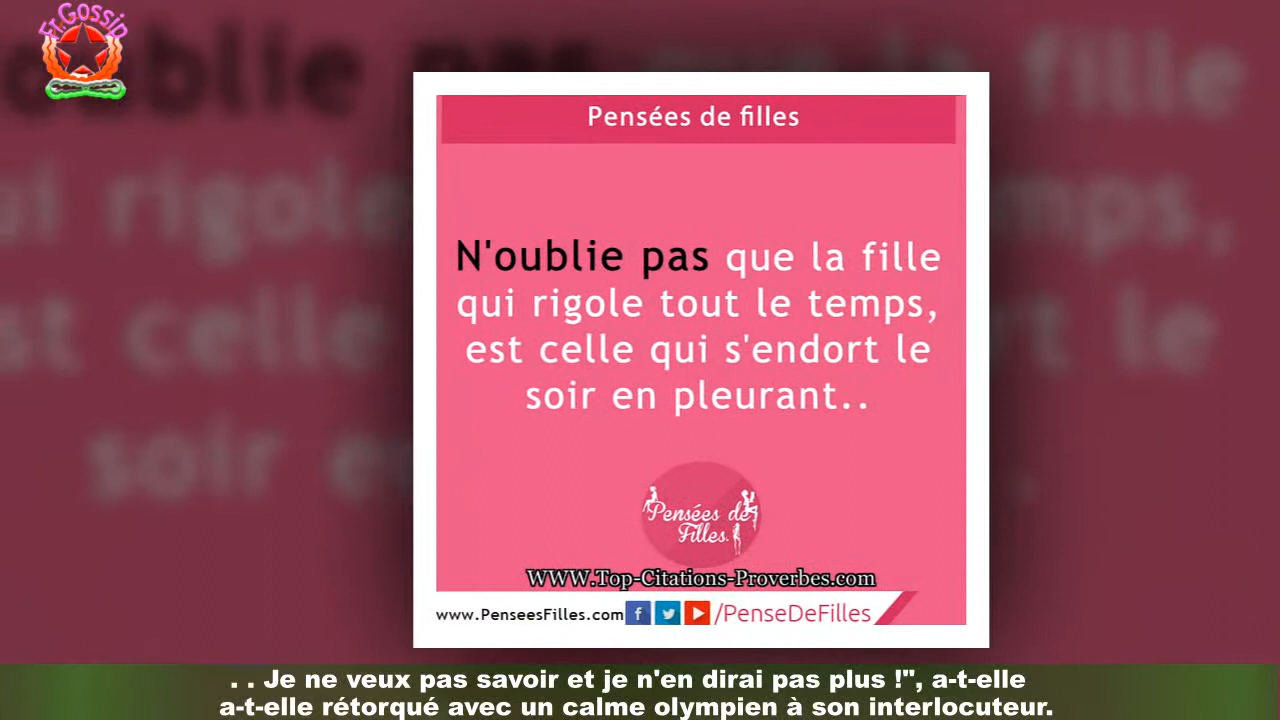 Fr.Gossip
Pensées de filles
N'oublie pas que la fille
qui rigole tout le temps,
est celle qui s'endort le
soir en pleurant..
Pensées de
Filles.
WWW.Top-Citations-Proverbes.com
www.PenseesFilles.com /PenseDeFilles
. . Je ne veux pas savoir et je n'en dirai pas plus !", a-t-elle
a-t-elle rétorqué avec un calme olympien à son interlocuteur.